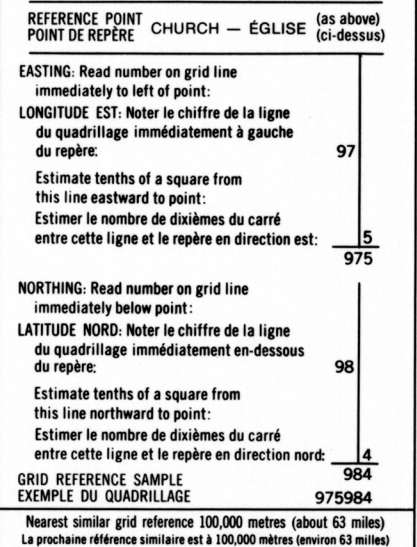 REFERENCE POINT
POINT DE REPÈRE
CHURCH — ÉGLISE
(as above)
(ci-dessus)
EASTING: Read number on grid line
immediately to left of point:
LONGITUDE EST: Noter le chiffre de la ligne
du quadrillage immédiatement à gauche
du repère: 97
Estimate tenths of a square from
this line eastward to point:
Estimer le nombre de dixièmes du carré
entre cette ligne et le repère en direction est: 5
975
NORTHING: Read number on grid line
immediately below point:
LATITUDE NORD: Noter le chiffre de la ligne
du quadrillage immédiatement en-dessous
du repère: 98
Estimate tenths of a square from
this line northward to point:
Estimer le nombre de dixièmes du carré
entre cette ligne et le repère en direction nord: 4
984
GRID REFERENCE SAMPLE
EXEMPLE DU QUADRILLAGE 975984
Nearest similar grid reference 100,000 metres (about 63 miles)
La prochaine référence similaire est à 100,000 mètres (environ 63 milles)